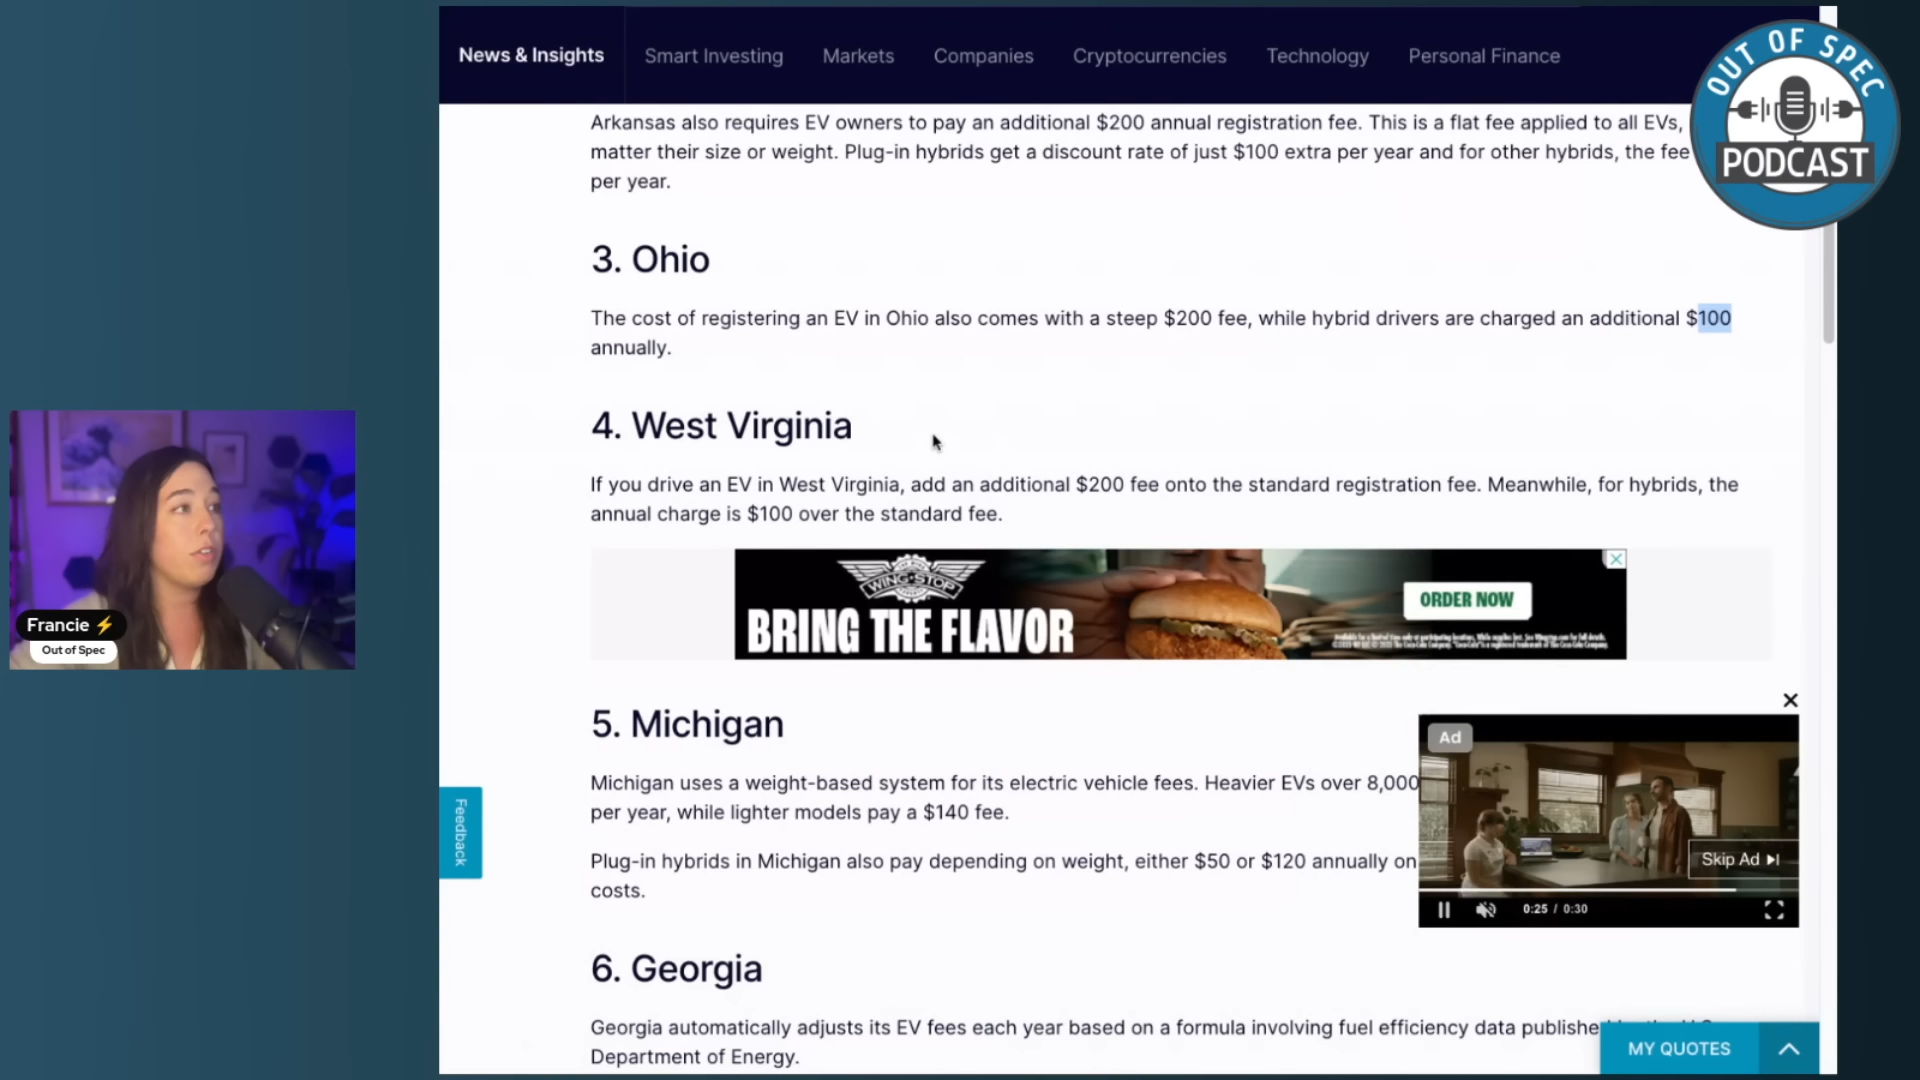 News & Insights
Smart Investing
Markets
Companies
Cryptocurrencies
Technology
Personal Finance
OUT OF SPEC
PODCAST
Arkansas also requires EV owners to pay an additional $200 annual registration fee. This is a flat fee applied to all EVs,
matter their size or weight. Plug-in hybrids get a discount rate of just $100 extra per year and for other hybrids, the fee
per year.
3. Ohio
The cost of registering an EV in Ohio also comes with a steep $200 fee, while hybrid drivers are charged an additional $100
annually.
4. West Virginia
If you drive an EV in West Virginia, add an additional $200 fee onto the standard registration fee. Meanwhile, for hybrids, the
annual charge is $100 over the standard fee.
WING·STOP
BRING THE FLAVOR
ORDER NOW
Francie ⚡
Out of Spec
5. Michigan
Michigan uses a weight-based system for its electric vehicle fees. Heavier EVs over 8,000
per year, while lighter models pay a $140 fee.
Plug-in hybrids in Michigan also pay depending on weight, either $50 or $120 annually on
costs.
Ad
Skip Ad
0:25 / 0:30
Feedback
6. Georgia
Georgia automatically adjusts its EV fees each year based on a formula involving fuel efficiency data publishe
Department of Energy.
MY QUOTES